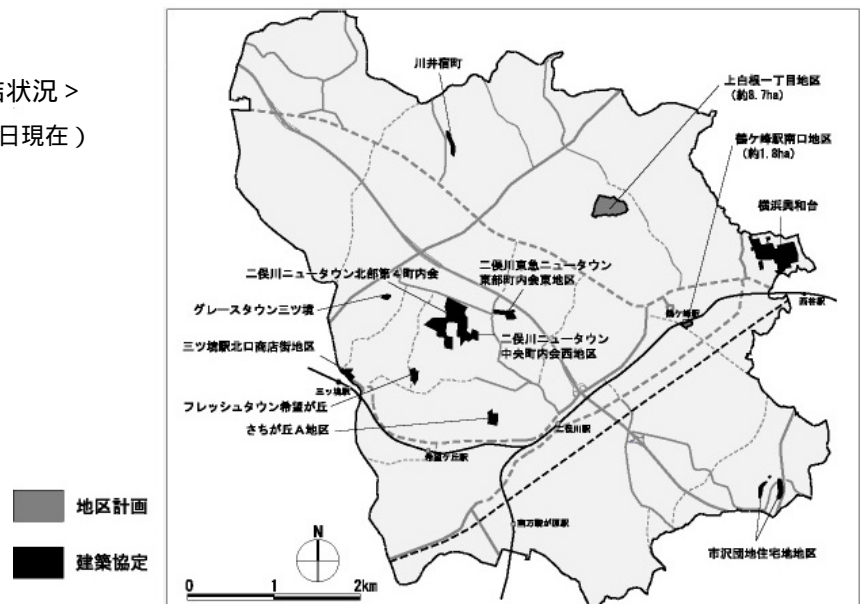 結状況 >
日現在 )
川井宿町
上白根一丁目地区
(約8.7ha)
鶴ケ峰駅南口地区
(約1.8ha)
横浜興和台
二俣川ニュータウン北部第4町内会
二俣川東急ニュータウン
東部町内会東地区
グレースタウン三ツ境
鶴ケ峰駅
西谷駅
三ツ境駅北口商店街地区
二俣川ニュータウン
中央町内会西地区
三ツ境駅
フレッシュタウン希望が丘
さちが丘A地区
二俣川駅
希望ケ丘駅
地区計画
南万騎が原駅
建築協定
N
市沢団地住宅地地区
0 1 2km